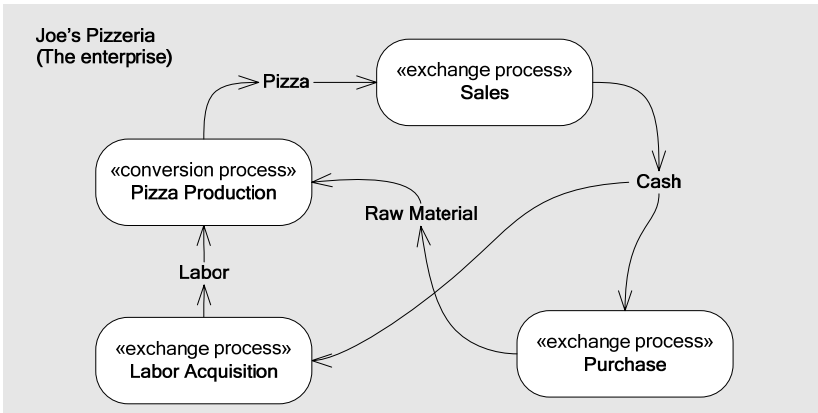 Joe's Pizzeria
(The enterprise)
Pizza
«exchange process»
Sales
«conversion process»
Pizza Production
Cash
Raw Material
Labor
«exchange process»
Labor Acquisition
«exchange process»
Purchase